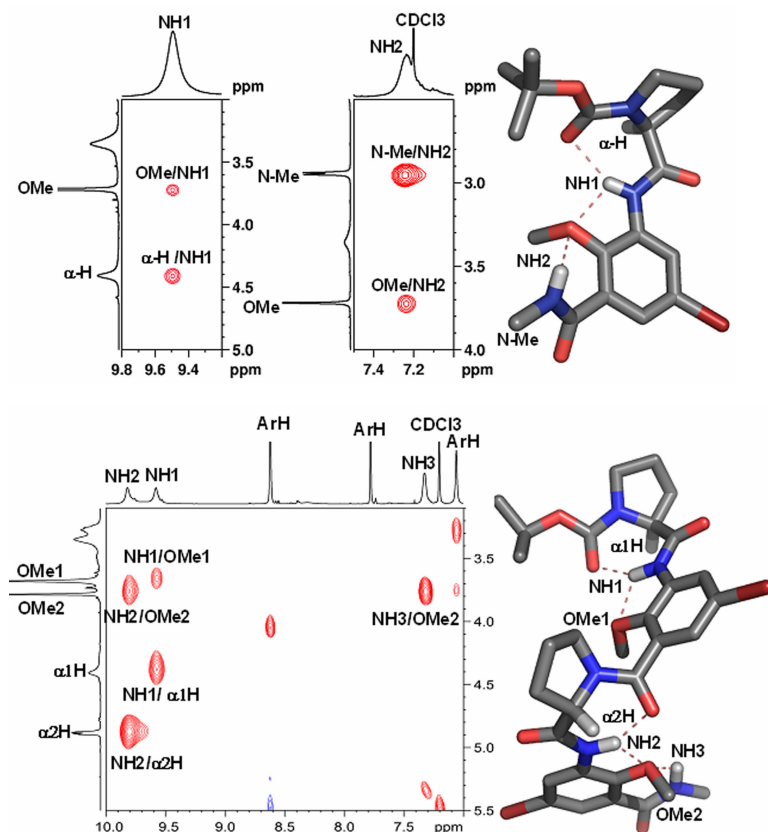 NH1
ppm
OMe
OMe/NH1
α-H
α-H /NH1
3.5
4.0
4.5
5.0
9.8 9.6 9.4 9.2
ppm
CDCl3
NH2
ppm
N-Me
N-Me/NH2
OMe
OMe/NH2
3.0
3.5
4.0
7.4 7.2
ppm
α-H
NH1
NH2
N-Me
ArH
ArH
CDCl3
ArH
NH2
NH1
NH3
OMe1
OMe2
α1H
α2H
NH1/OMe1
NH2/OMe2
NH3/OMe2
NH1/ α1H
NH2/α2H
3.5
4.0
4.5
5.0
5.5
10.0 9.5 9.0 8.5 8.0 7.5 ppm
α1H
NH1
OMe1
α2H
NH2
NH3
OMe2